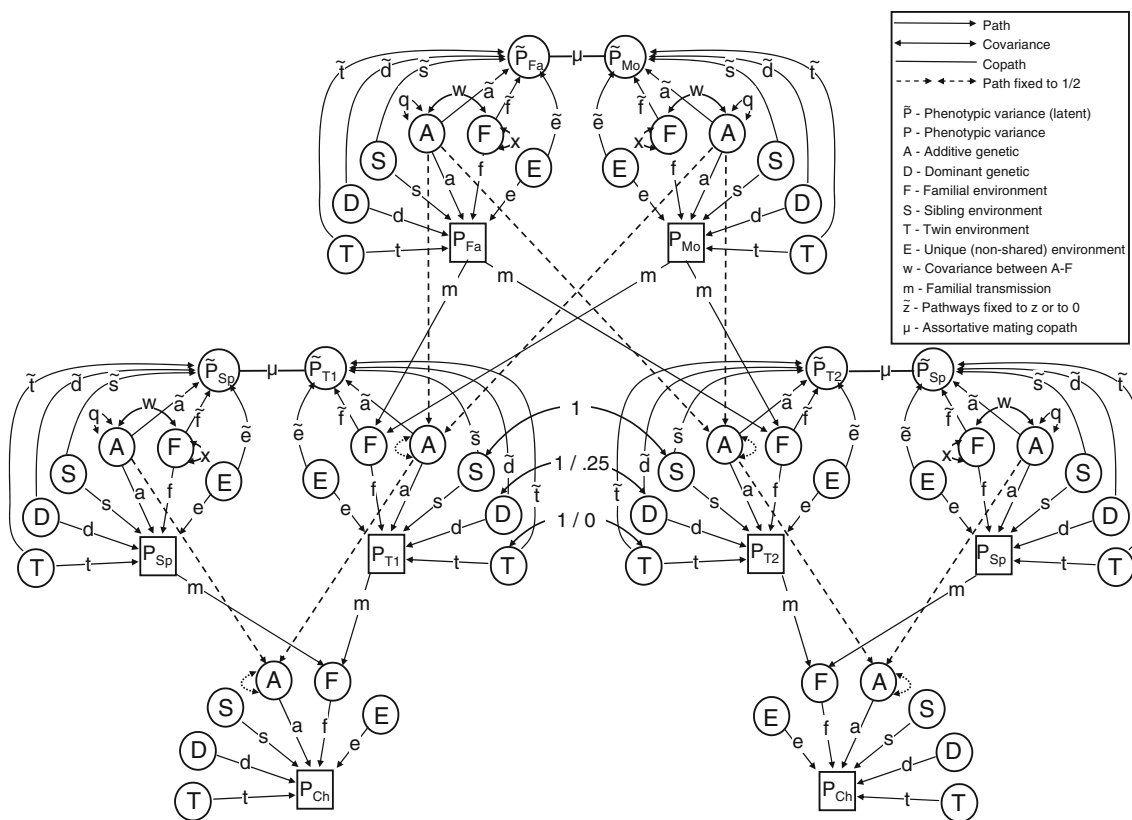 Path
Covariance
Copath
Path fixed to 1/2
P̃ - Phenotypic variance (latent)
P - Phenotypic variance
A - Additive genetic
D - Dominant genetic
F - Familial environment
S - Sibling environment
T - Twin environment
E - Unique (non-shared) environment
w - Covariance between A-F
m - Familial transmission
z̃ - Pathways fixed to z or to 0
μ - Assortative mating copath
P̃Fa μ P̃Mo
t̃ d̃ s̃ s̃ d̃ t̃
q w ã f̃ ẽ ẽ f̃ w ã q
A F F A
S x E E x S
a f f a
s e e s
D d d D
PFa PMo
T t t T
m m m m
P̃Sp μ P̃T1 P̃T2 μ P̃Sp
t̃ d̃ s̃ s̃ d̃ t̃
q w ã f̃ ẽ ẽ f̃ ã ã f̃ ẽ ẽ f̃ w ã q
1
A F F A s̃ s̃ A F F A
S x E E S d̃ d̃ S E E x S
1 / .25
a f f a t̃ t̃ a f f a
s e e s s e e s
D d d D D d d D
1 / 0
PSp PT1 PT2 PSp
T t t T T t t T
m m m m
A F F A
S E E S
a f f a
s e e s
D d d D
PCh PCh
T t t T